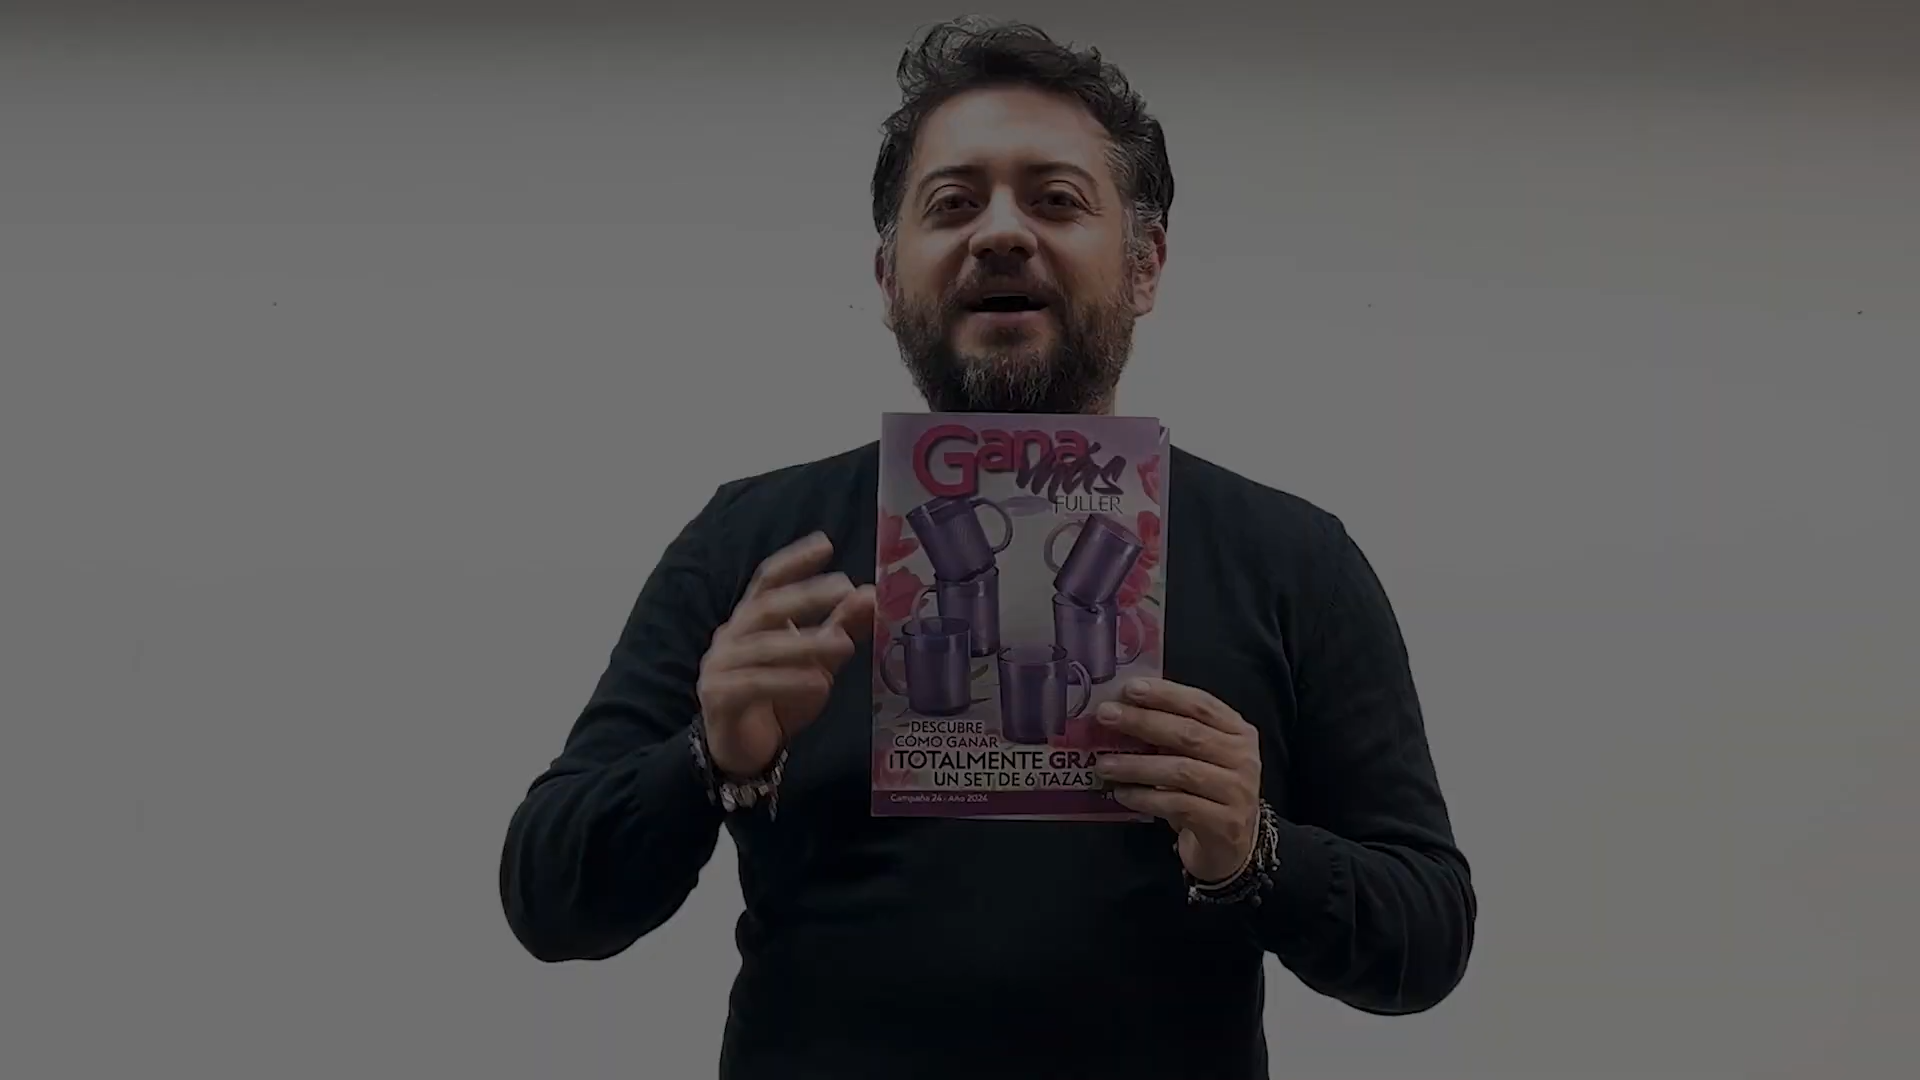 Gana
más
FULLER
DESCUBRE
CÓMO GANAR
¡TOTALMENTE
UN SET DE 6 TAZAS
Campaña 24 - Año 2024